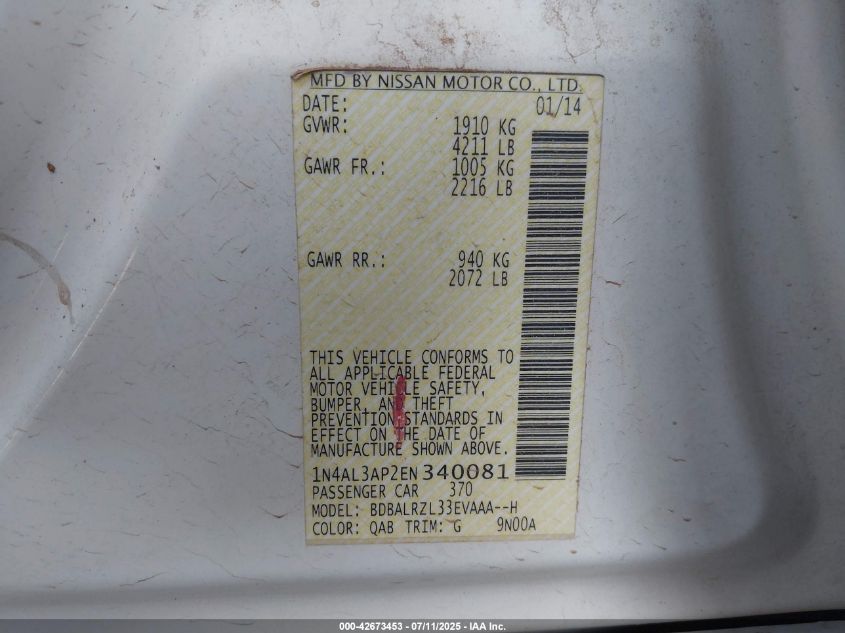 MFD BY NISSAN MOTOR CO., LTD.
DATE: 01/14
GVWR: 1910 KG
4211 LB
GAWR FR.: 1005 KG
2216 LB
GAWR RR.: 940 KG
2072 LB
THIS VEHICLE CONFORMS TO
ALL APPLICABLE FEDERAL
MOTOR VEHICLE SAFETY,
BUMPER, AND THEFT
PREVENTION STANDARDS IN
EFFECT ON THE DATE OF
MANUFACTURE SHOWN ABOVE.
1N4AL3AP2EN340081
PASSENGER CAR 370
MODEL: BDBALRZL33EVAAA--H
COLOR: QAB TRIM: G 9N00A
000-42673453 - 07/11/2025 - IAA Inc.